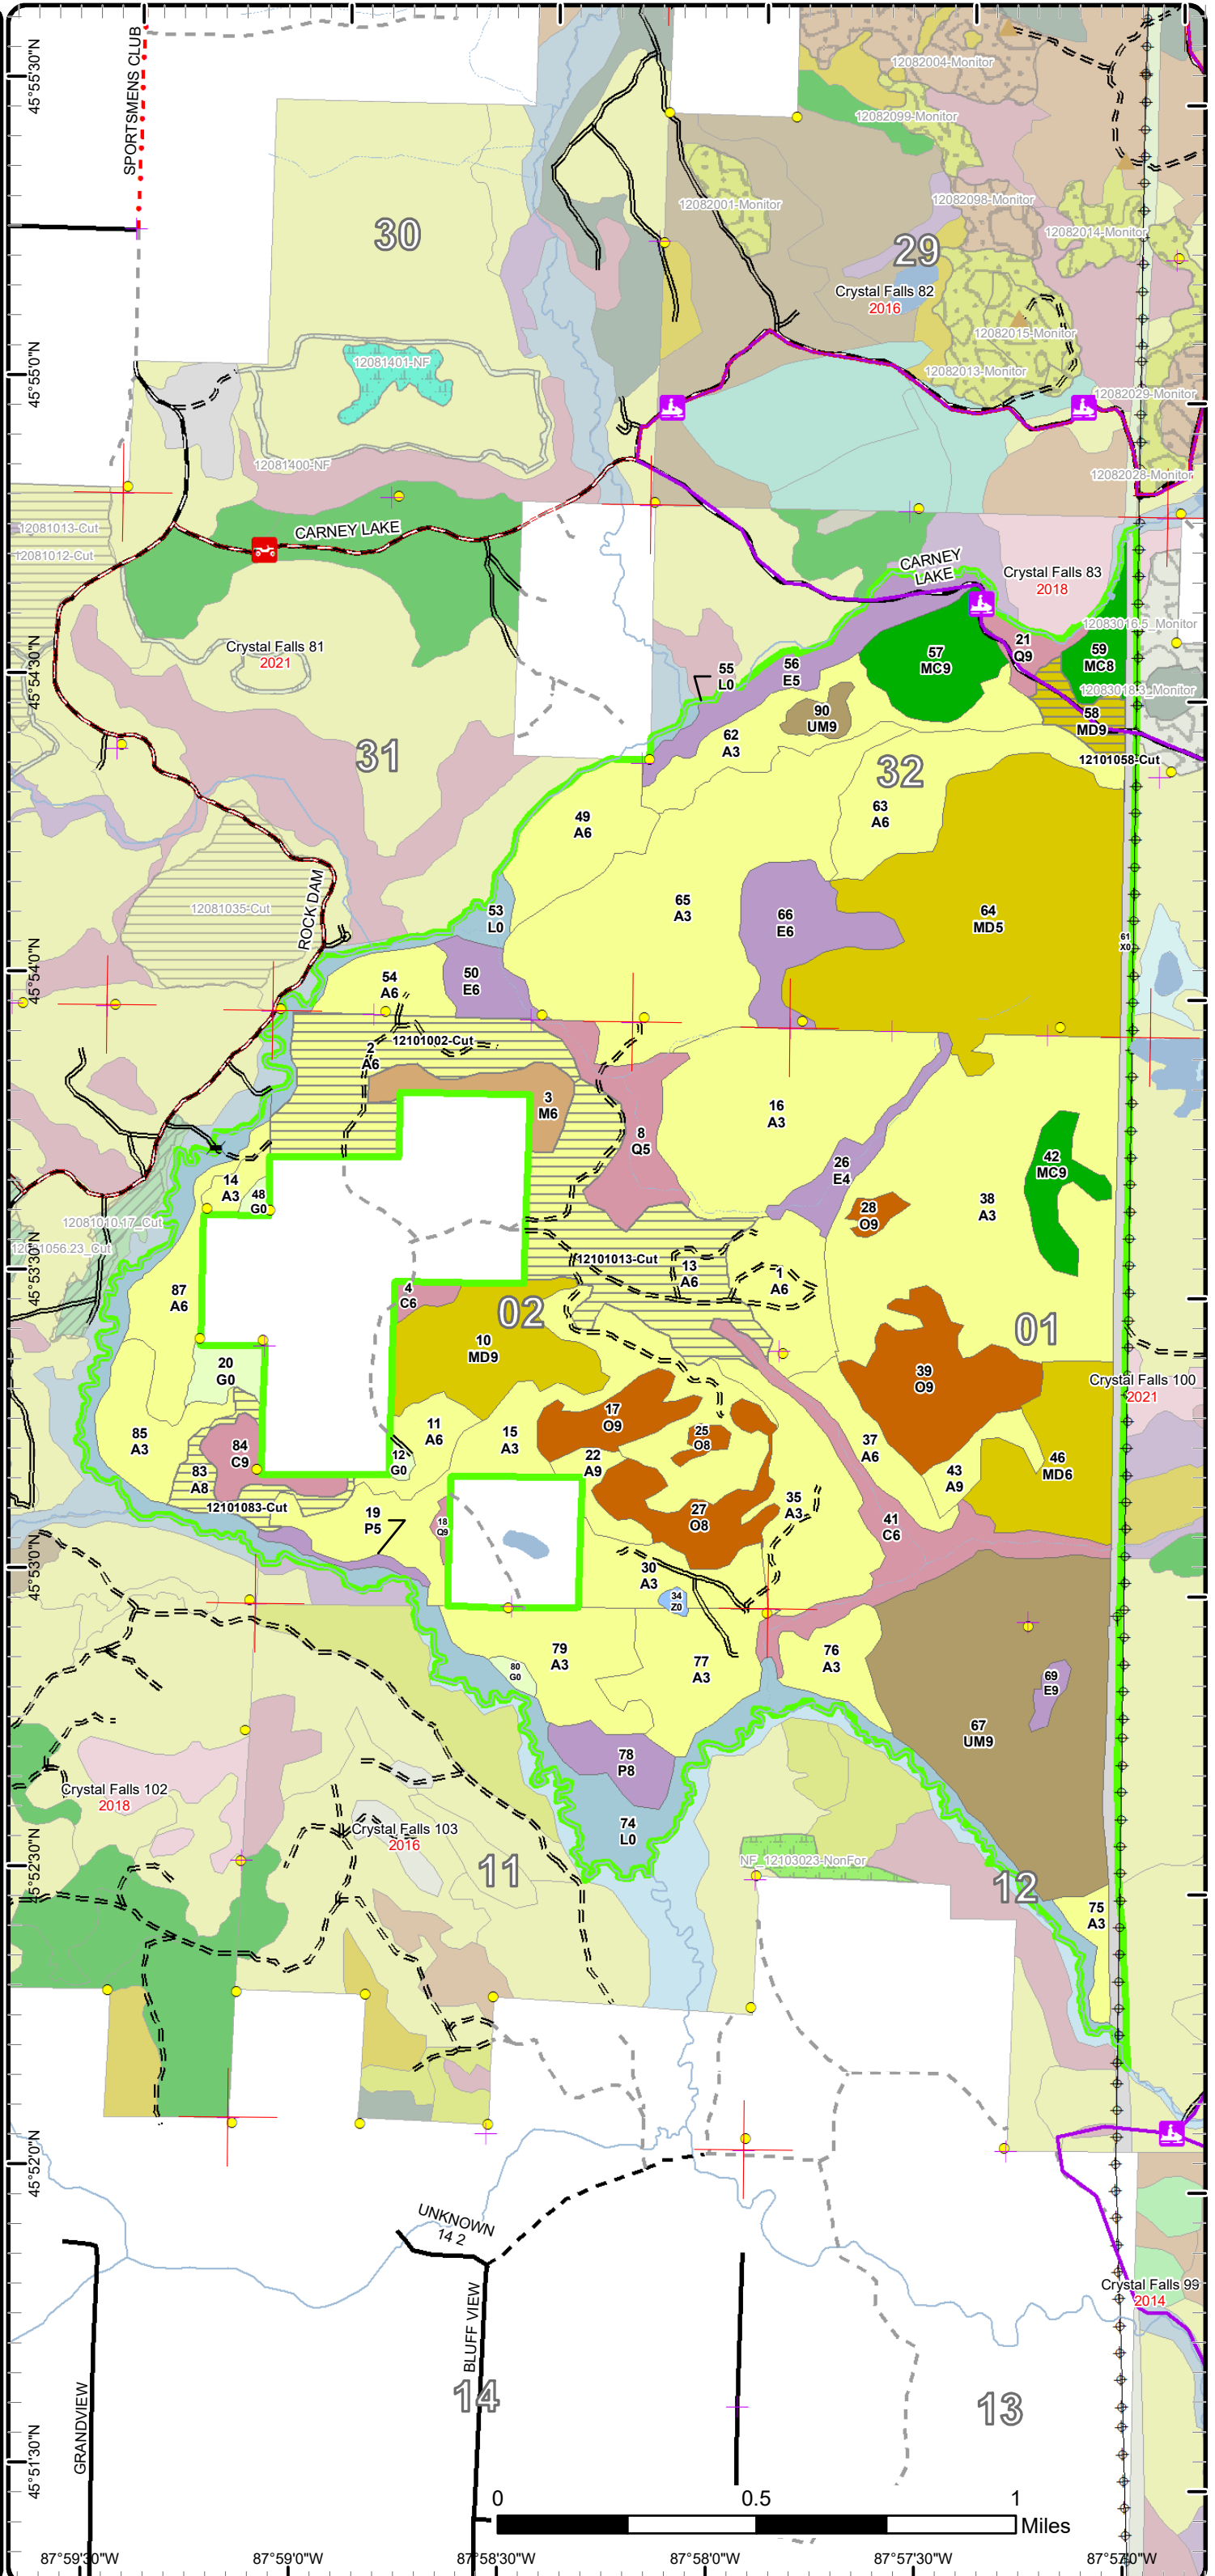 SPORTSMENS CLUB
45°55'30"N
12082004-Monitor
12082099-Monitor
12082001-Monitor
12082098-Monitor
12082014-Monitor
30
29
Crystal Falls 82
2016
12082015-Monitor
45°55'0"N
12081401-NF
12082013-Monitor
12082029-Monitor
12081400-NF
12082028-Monitor
12081013-Cut
12081012-Cut
CARNEY LAKE
CARNEY
LAKE
Crystal Falls 83
2018
12083016.5_Monitor
45°54'30"N
Crystal Falls 81
2021
21
Q9
57
MC9
59
MC8
55
L0
56
E5
12083018.3_Monitor
90
UM9
58
MD9
31
62
A3
12101058-Cut
32
63
A6
49
A6
ROCK DAM
12081035-Cut
65
A3
66
E6
64
MD5
53
L0
61
X0
45°54'0"N
54
A6
50
E6
12101002-Cut
2
A6
3
M6
16
A3
8
Q5
26
E4
42
MC9
14
A3
48
G0
38
A3
28
O9
12081010.17_Cut
12081056.23_Cut
45°53'30"N
12101013-Cut
13
A6
1
A6
87
A6
4
C6
02
01
10
MD9
20
G0
39
O9
Crystal Falls 100
2021
17
O9
11
A6
15
A3
25
O8
85
A3
84
C9
37
A6
12
G0
22
A9
46
MD6
43
A9
83
A8
12101083-Cut
35
A3
19
P5
18
Q9
27
O8
41
C6
45°53'0"N
30
A3
34
Z0
79
A3
77
A3
76
A3
80
G0
69
E9
67
UM9
78
P8
Crystal Falls 102
2018
74
L0
Crystal Falls 103
2016
NF_12103023-NonFor
45°52'30"N
11
12
75
A3
45°52'0"N
UNKNOWN
14 2
Crystal Falls 99
2014
BLUFF VIEW
GRANDVIEW
14
13
45°51'30"N
0
0.5
1
Miles
87°59'30"W
87°59'0"W
87°58'30"W
87°58'0"W
87°57'30"W
87°57'0"W